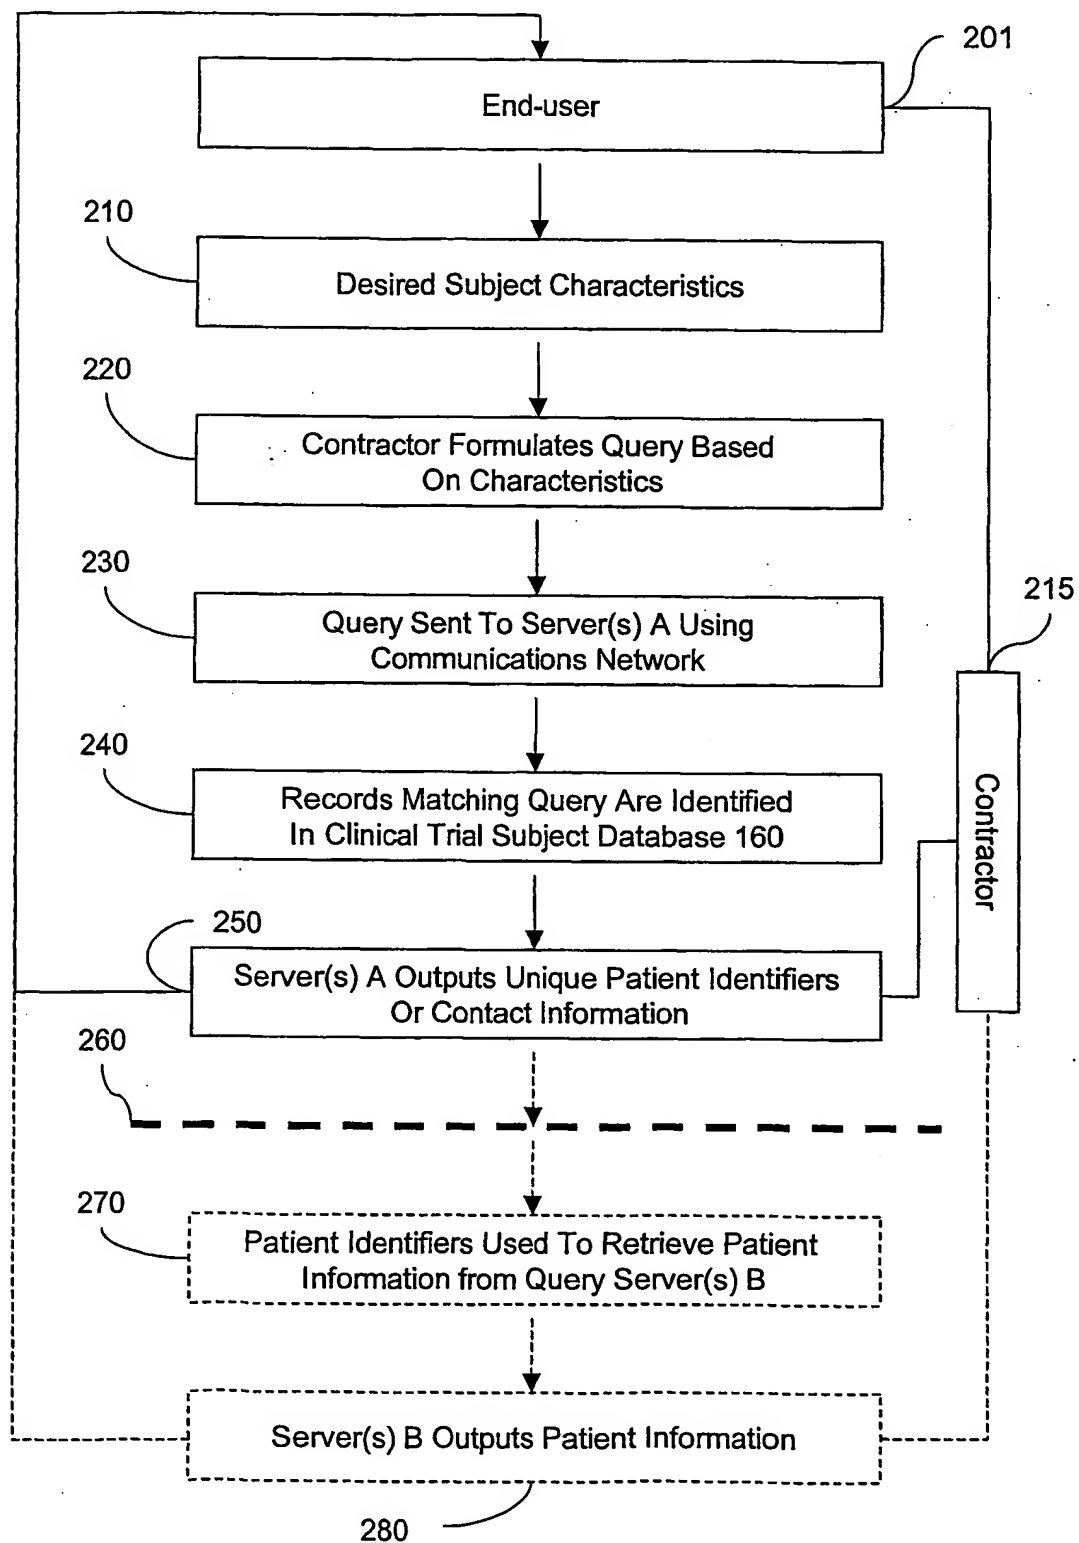 201
End-user
210
Desired Subject Characteristics
220
Contractor Formulates Query Based
On Characteristics
230
Query Sent To Server(s) A Using
Communications Network
215
Contractor
240
Records Matching Query Are Identified
In Clinical Trial Subject Database 160
250
Server(s) A Outputs Unique Patient Identifiers
Or Contact Information
260
270
Patient Identifiers Used To Retrieve Patient
Information from Query Server(s) B
Server(s) B Outputs Patient Information
280